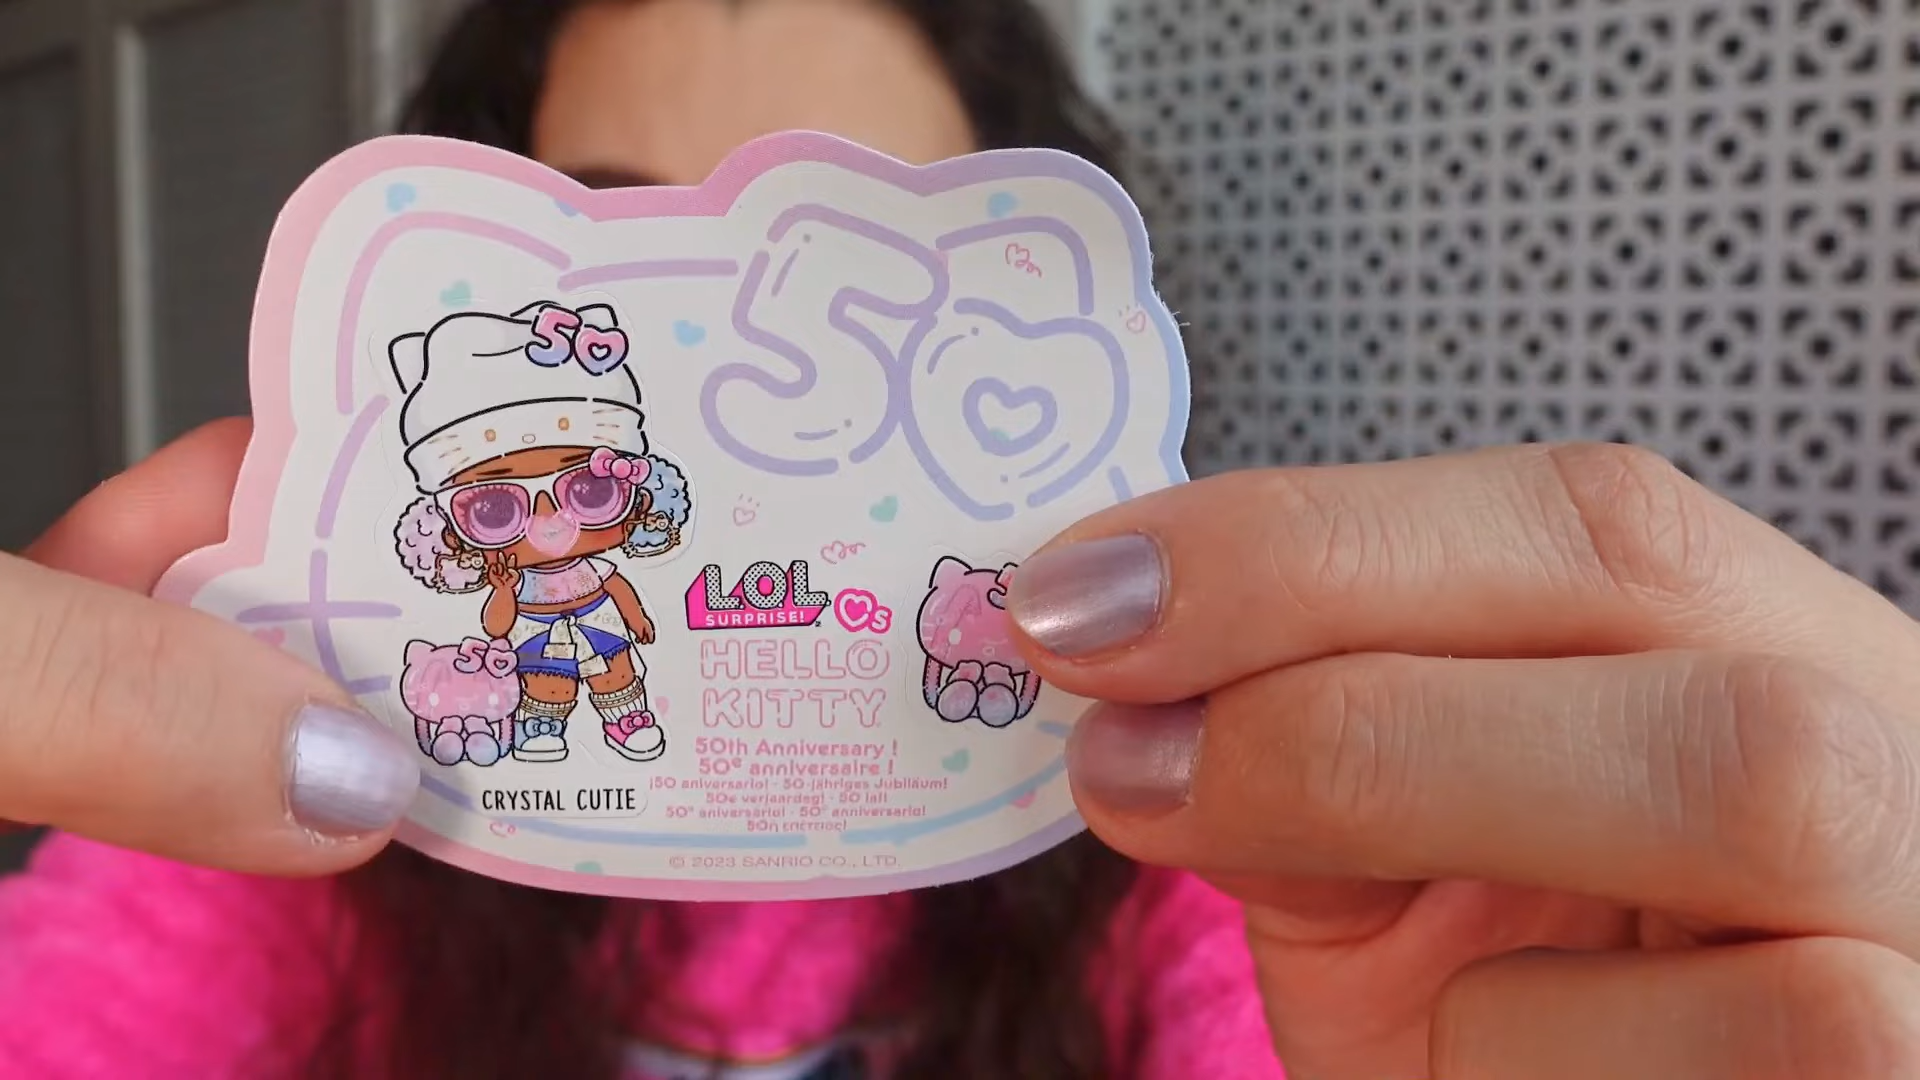 50
50
L.O.L.
SURPRISE!
♥s
HELLO
KITTY
50
50th Anniversary !
50e anniversaire !
¡50 aniversario! - 50-jähriges Jubiläum!
CRYSTAL CUTIE
50e verjaardag! - 50 lat!
50º aniversário! - 50° anniversario!
50η επέτειος!
© 2023 SANRIO CO., LTD.